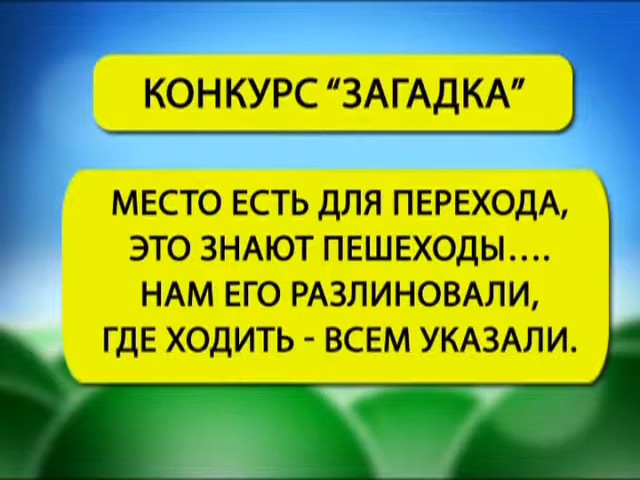 КОНКУРС “ЗАГАДКА”
МЕСТО ЕСТЬ ДЛЯ ПЕРЕХОДА,
ЭТО ЗНАЮТ ПЕШЕХОДЫ....
НАМ ЕГО РАЗЛИНОВАЛИ,
ГДЕ ХОДИТЬ - ВСЕМ УКАЗАЛИ.